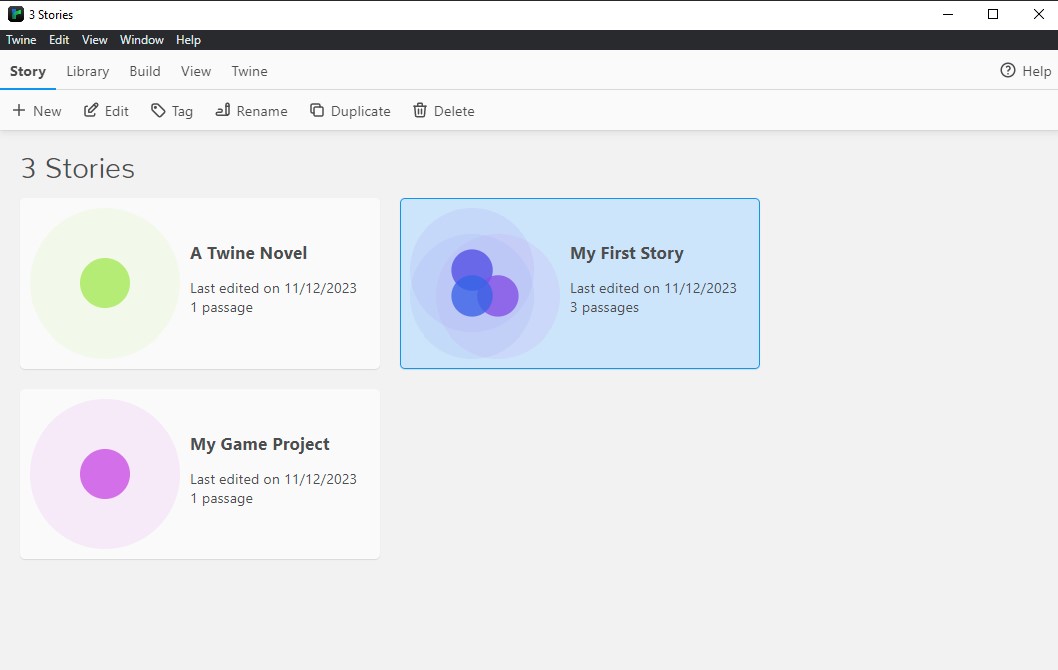 3 Stories
Twine Edit View Window Help
Story Library Build View Twine Help
New Edit Tag Rename Duplicate Delete
3 Stories
A Twine Novel
Last edited on 11/12/2023
1 passage
My First Story
Last edited on 11/12/2023
3 passages
My Game Project
Last edited on 11/12/2023
1 passage